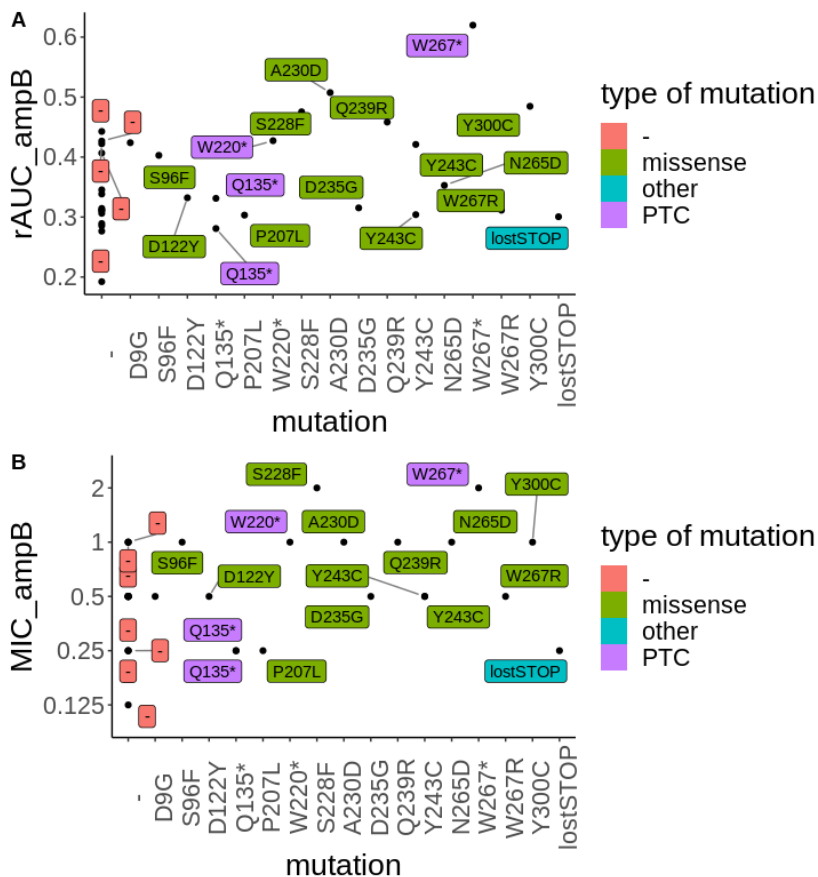 A
0.6
0.5
0.4
0.3
0.2
rAUC_ampB
-
-
-
-
-
S96F
D122Y
W220*
Q135*
Q135*
P207L
A230D
S228F
D235G
Q239R
Y243C
Y243C
W267*
Y300C
N265D
W267R
lostSTOP
-
D9G
S96F
D122Y
Q135*
P207L
W220*
S228F
A230D
D235G
Q239R
Y243C
N265D
W267*
W267R
Y300C
lostSTOP
mutation
type of mutation
-
missense
other
PTC
B
2
1
0.5
0.25
0.125
MIC_ampB
-
-
-
-
-
-
-
S96F
D122Y
Q135*
Q135*
P207L
S228F
W220*
A230D
Y243C
D235G
Q239R
Y243C
W267*
N265D
Y300C
W267R
lostSTOP
-
D9G
S96F
D122Y
Q135*
P207L
W220*
S228F
A230D
D235G
Q239R
Y243C
N265D
W267*
W267R
Y300C
lostSTOP
mutation
type of mutation
-
missense
other
PTC